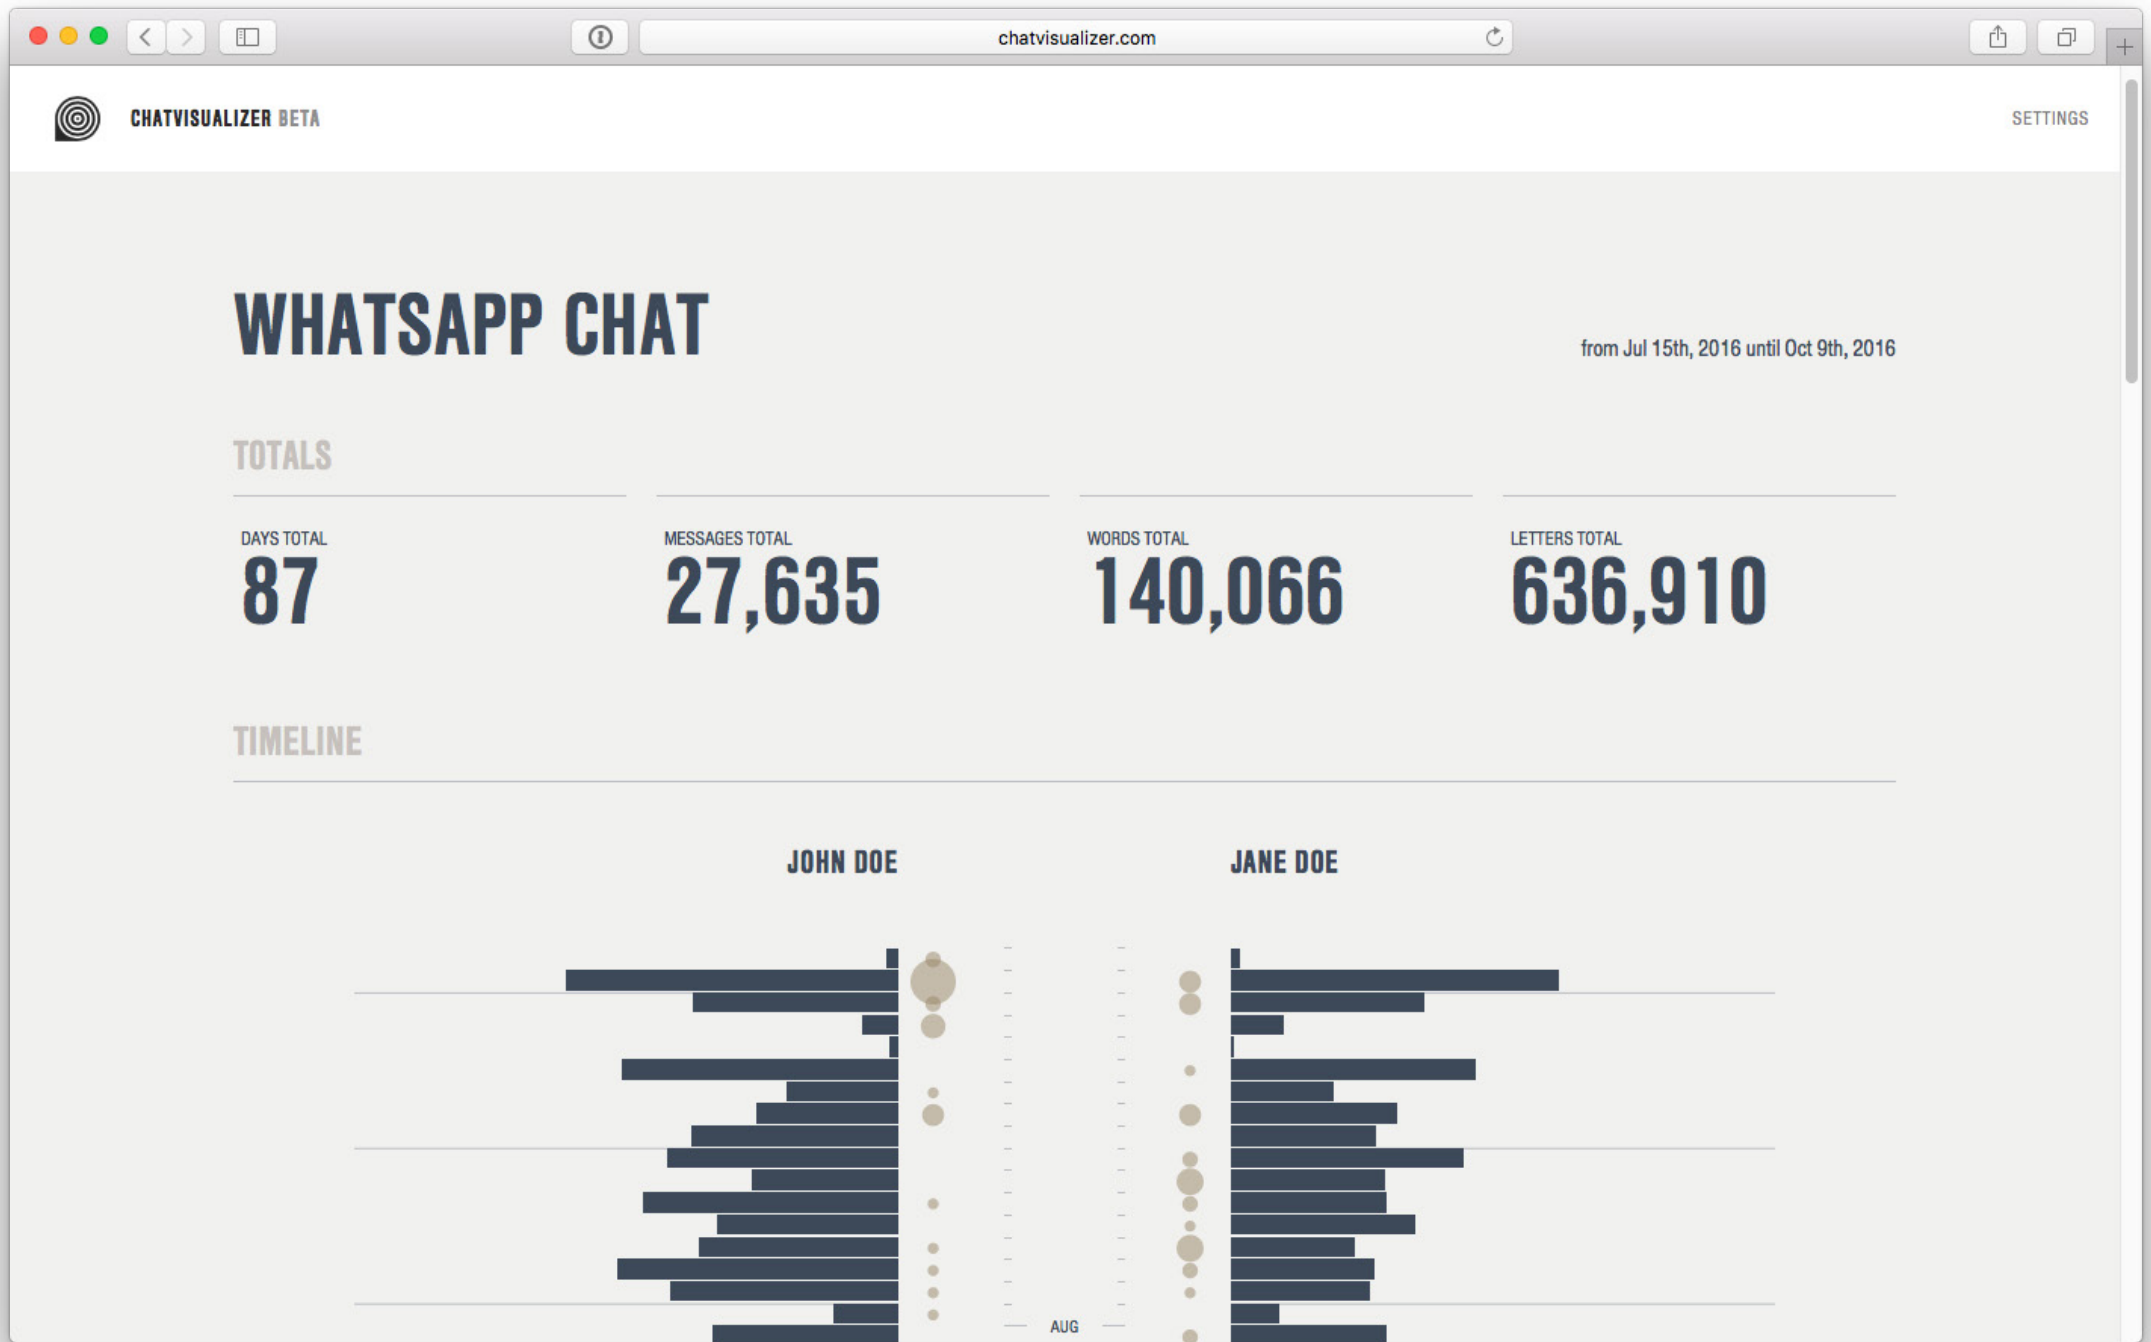 chatvisualizer.com
CHATVISUALIZER BETA
SETTINGS
WHATSAPP CHAT
from Jul 15th, 2016 until Oct 9th, 2016
TOTALS
DAYS TOTAL
87
MESSAGES TOTAL
27,635
WORDS TOTAL
140,066
LETTERS TOTAL
636,910
TIMELINE
JOHN DOE
JANE DOE
AUG